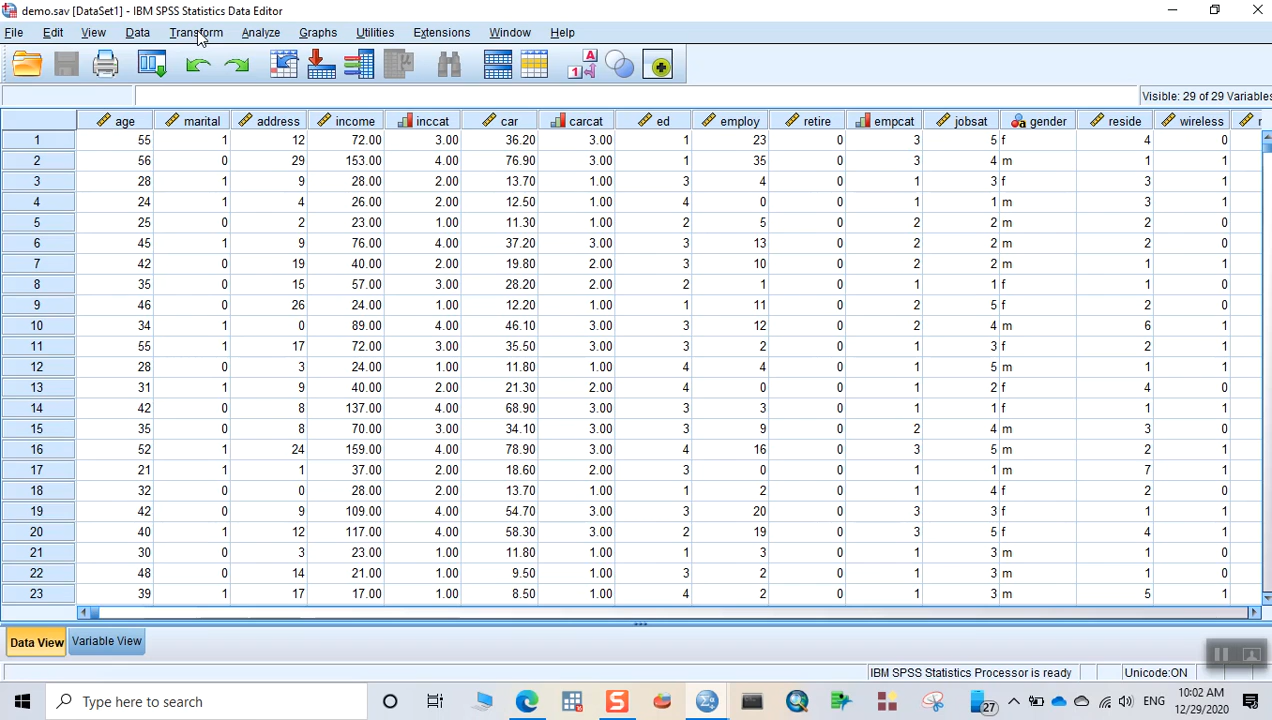 demo.sav [DataSet1] - IBM SPSS Statistics Data Editor
File Edit View Data Transform Analyze Graphs Utilities Extensions Window Help
Visible: 29 of 29 Variables
age marital address income inccat car carcat ed employ retire empcat jobsat gender reside wireless
1 55 1 12 72.00 3.00 36.20 3.00 1 23 0 3 5 f 4 0
2 56 0 29 153.00 4.00 76.90 3.00 1 35 0 3 4 m 1 1
3 28 1 9 28.00 2.00 13.70 1.00 3 4 0 1 3 f 3 1
4 24 1 4 26.00 2.00 12.50 1.00 4 0 0 1 1 m 3 1
5 25 0 2 23.00 1.00 11.30 1.00 2 5 0 2 2 m 2 0
6 45 1 9 76.00 4.00 37.20 3.00 3 13 0 2 2 m 2 0
7 42 0 19 40.00 2.00 19.80 2.00 3 10 0 2 2 m 1 1
8 35 0 15 57.00 3.00 28.20 2.00 2 1 0 1 1 f 1 0
9 46 0 26 24.00 1.00 12.20 1.00 1 11 0 2 5 f 2 0
10 34 1 0 89.00 4.00 46.10 3.00 3 12 0 2 4 m 6 1
11 55 1 17 72.00 3.00 35.50 3.00 3 2 0 1 3 f 2 1
12 28 0 3 24.00 1.00 11.80 1.00 4 4 0 1 5 m 1 1
13 31 1 9 40.00 2.00 21.30 2.00 4 0 0 1 2 f 4 0
14 42 0 8 137.00 4.00 68.90 3.00 3 3 0 1 1 f 1 1
15 35 0 8 70.00 3.00 34.10 3.00 3 9 0 2 4 m 3 0
16 52 1 24 159.00 4.00 78.90 3.00 4 16 0 3 5 m 2 1
17 21 1 1 37.00 2.00 18.60 2.00 3 0 0 1 1 m 7 1
18 32 0 0 28.00 2.00 13.70 1.00 1 2 0 1 4 f 2 0
19 42 0 9 109.00 4.00 54.70 3.00 3 20 0 3 3 f 1 1
20 40 1 12 117.00 4.00 58.30 3.00 2 19 0 3 5 f 4 1
21 30 0 3 23.00 1.00 11.80 1.00 1 3 0 1 3 m 1 0
22 48 0 14 21.00 1.00 9.50 1.00 3 2 0 1 3 m 1 0
23 39 1 17 17.00 1.00 8.50 1.00 4 2 0 1 3 m 5 1
Data View Variable View
IBM SPSS Statistics Processor is ready Unicode:ON
Type here to search 27 ENG 10:02 AM
12/29/2020